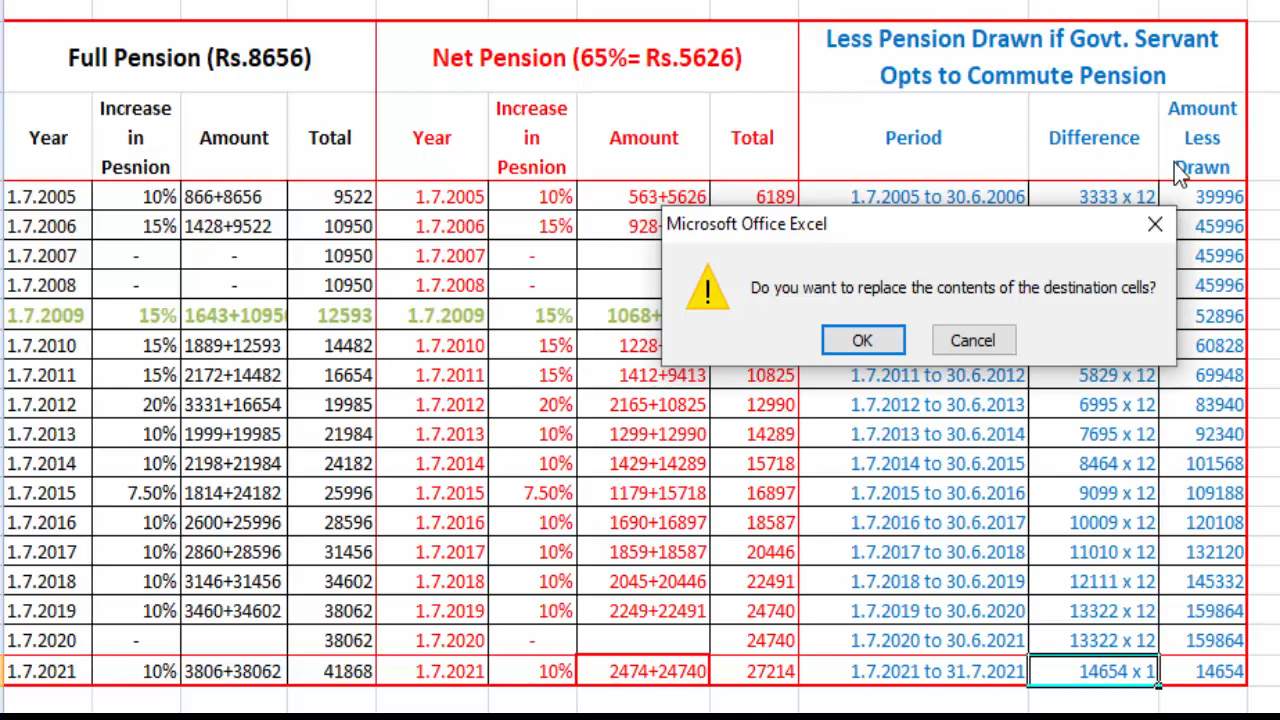 Full Pension (Rs.8656) Net Pension (65%= Rs.5626) Less Pension Drawn if Govt. Servant
Opts to Commute Pension
Year Increase in Pesnion Amount Total Year Increase in Pesnion Amount Total Period Difference Amount Less Drawn
1.7.2005 10% 866+8656 9522 1.7.2005 10% 563+5626 6189 1.7.2005 to 30.6.2006 3333 x 12 39996
1.7.2006 15% 1428+9522 10950 1.7.2006 15% 928- 45996
1.7.2007 - - 10950 1.7.2007 - 45996
1.7.2008 - - 10950 1.7.2008 - 45996
1.7.2009 15% 1643+1095 12593 1.7.2009 15% 1068+ 52896
1.7.2010 15% 1889+12593 14482 1.7.2010 15% 1228- 60828
1.7.2011 15% 2172+14482 16654 1.7.2011 15% 1412+9413 10825 1.7.2011 to 30.6.2012 5829 x 12 69948
1.7.2012 20% 3331+16654 19985 1.7.2012 20% 2165+10825 12990 1.7.2012 to 30.6.2013 6995 x 12 83940
1.7.2013 10% 1999+19985 21984 1.7.2013 10% 1299+12990 14289 1.7.2013 to 30.6.2014 7695 x 12 92340
1.7.2014 10% 2198+21984 24182 1.7.2014 10% 1429+14289 15718 1.7.2014 to 30.6.2015 8464 x 12 101568
1.7.2015 7.50% 1814+24182 25996 1.7.2015 7.50% 1179+15718 16897 1.7.2015 to 30.6.2016 9099 x 12 109188
1.7.2016 10% 2600+25996 28596 1.7.2016 10% 1690+16897 18587 1.7.2016 to 30.6.2017 10009 x 12 120108
1.7.2017 10% 2860+28596 31456 1.7.2017 10% 1859+18587 20446 1.7.2017 to 30.6.2018 11010 x 12 132120
1.7.2018 10% 3146+31456 34602 1.7.2018 10% 2045+20446 22491 1.7.2018 to 30.6.2019 12111 x 12 145332
1.7.2019 10% 3460+34602 38062 1.7.2019 10% 2249+22491 24740 1.7.2019 to 30.6.2020 13322 x 12 159864
1.7.2020 - 38062 1.7.2020 - 24740 1.7.2020 to 30.6.2021 13322 x 12 159864
1.7.2021 10% 3806+38062 41868 1.7.2021 10% 2474+24740 27214 1.7.2021 to 31.7.2021 14654 x 1 14654
Microsoft Office Excel
Do you want to replace the contents of the destination cells?
OK Cancel